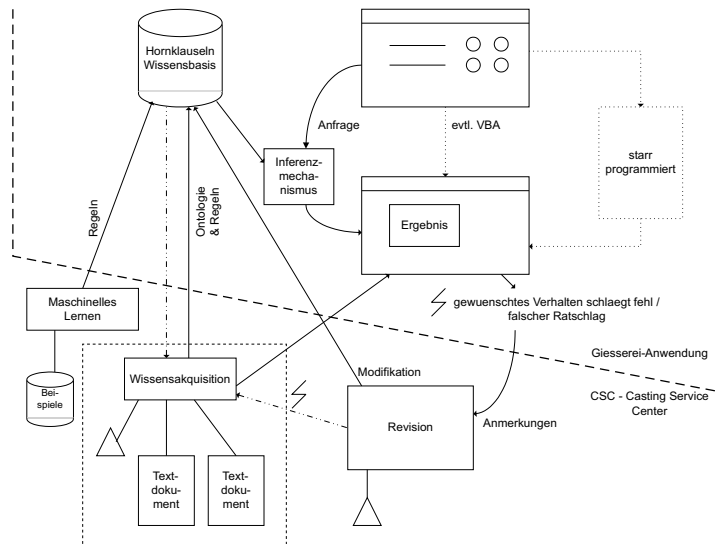 Hornklauseln
Wissensbasis
Anfrage
evtl. VBA
starr
programmiert
Inferenz-
mecha-
nismus
Ergebnis
Regeln
Ontologie
& Regeln
Maschinelles
Lernen
gewuenschtes Verhalten schlaegt fehl /
falscher Ratschlag
Giesserei-Anwendung
Wissensakquisition
Modifikation
Bei-
spiele
CSC - Casting Service
Center
Revision
Anmerkungen
Text-
doku-
ment
Text-
doku-
ment